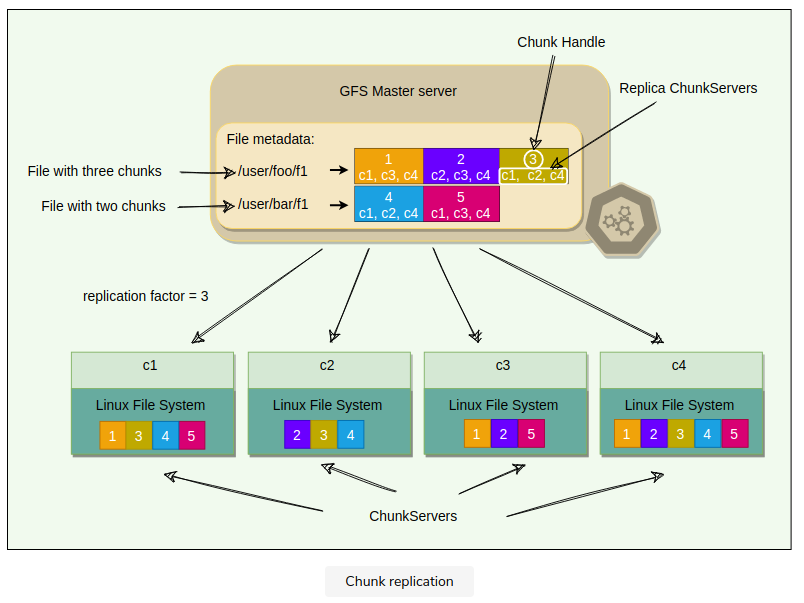 Chunk Handle
GFS Master server
Replica ChunkServers
File metadata:
File with three chunks
/user/foo/f1
1
c1, c3, c4
2
c2, c3, c4
3
c1, c2, c4
File with two chunks
/user/bar/f1
4
c1, c2, c4
5
c1, c3, c4
replication factor = 3
c1
c2
c3
c4
Linux File System
Linux File System
Linux File System
Linux File System
1 3 4 5
2 3 4
1 2 5
1 2 3 4 5
ChunkServers
Chunk replication